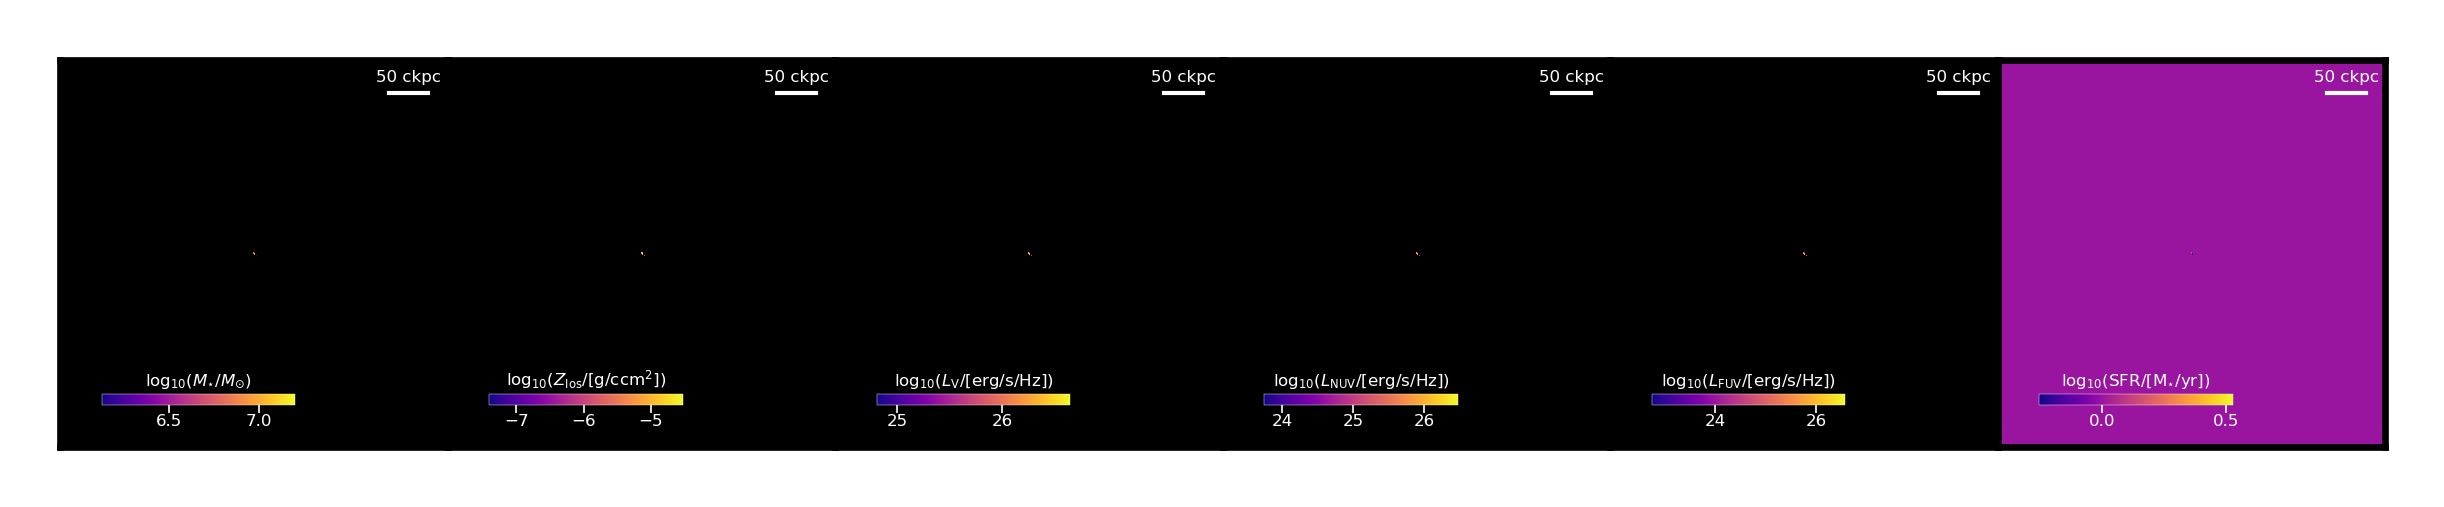 50 ckpc
50 ckpc
50 ckpc
50 ckpc
50 ckpc
50 ckpc
log₁₀(M⋆/M⊙)
log₁₀(Z_los/[g/ccm²])
log₁₀(L_V/[erg/s/Hz])
log₁₀(L_NUV/[erg/s/Hz])
log₁₀(L_FUV/[erg/s/Hz])
log₁₀(SFR/[M⋆/yr])
6.5 7.0
−7 −6 −5
25 26
24 25 26
24 26
0.0 0.5